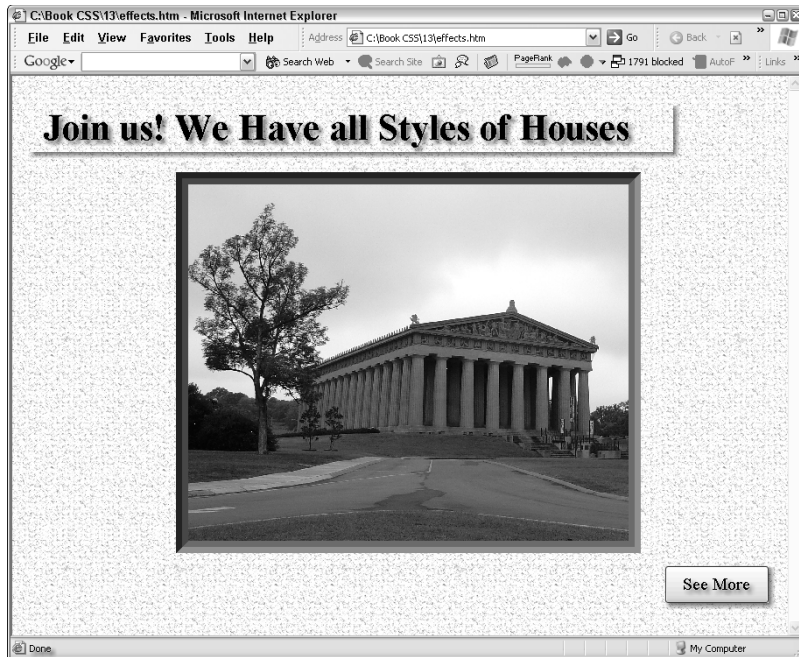 C:\Book CSS\13\effects.htm - Microsoft Internet Explorer
File Edit View Favorites Tools Help Address C:\Book CSS\13\effects.htm Go Back »
Google Search Web Search Site PageRank 1791 blocked AutoF » Links »
Join us! We Have all Styles of Houses
See More
Done My Computer